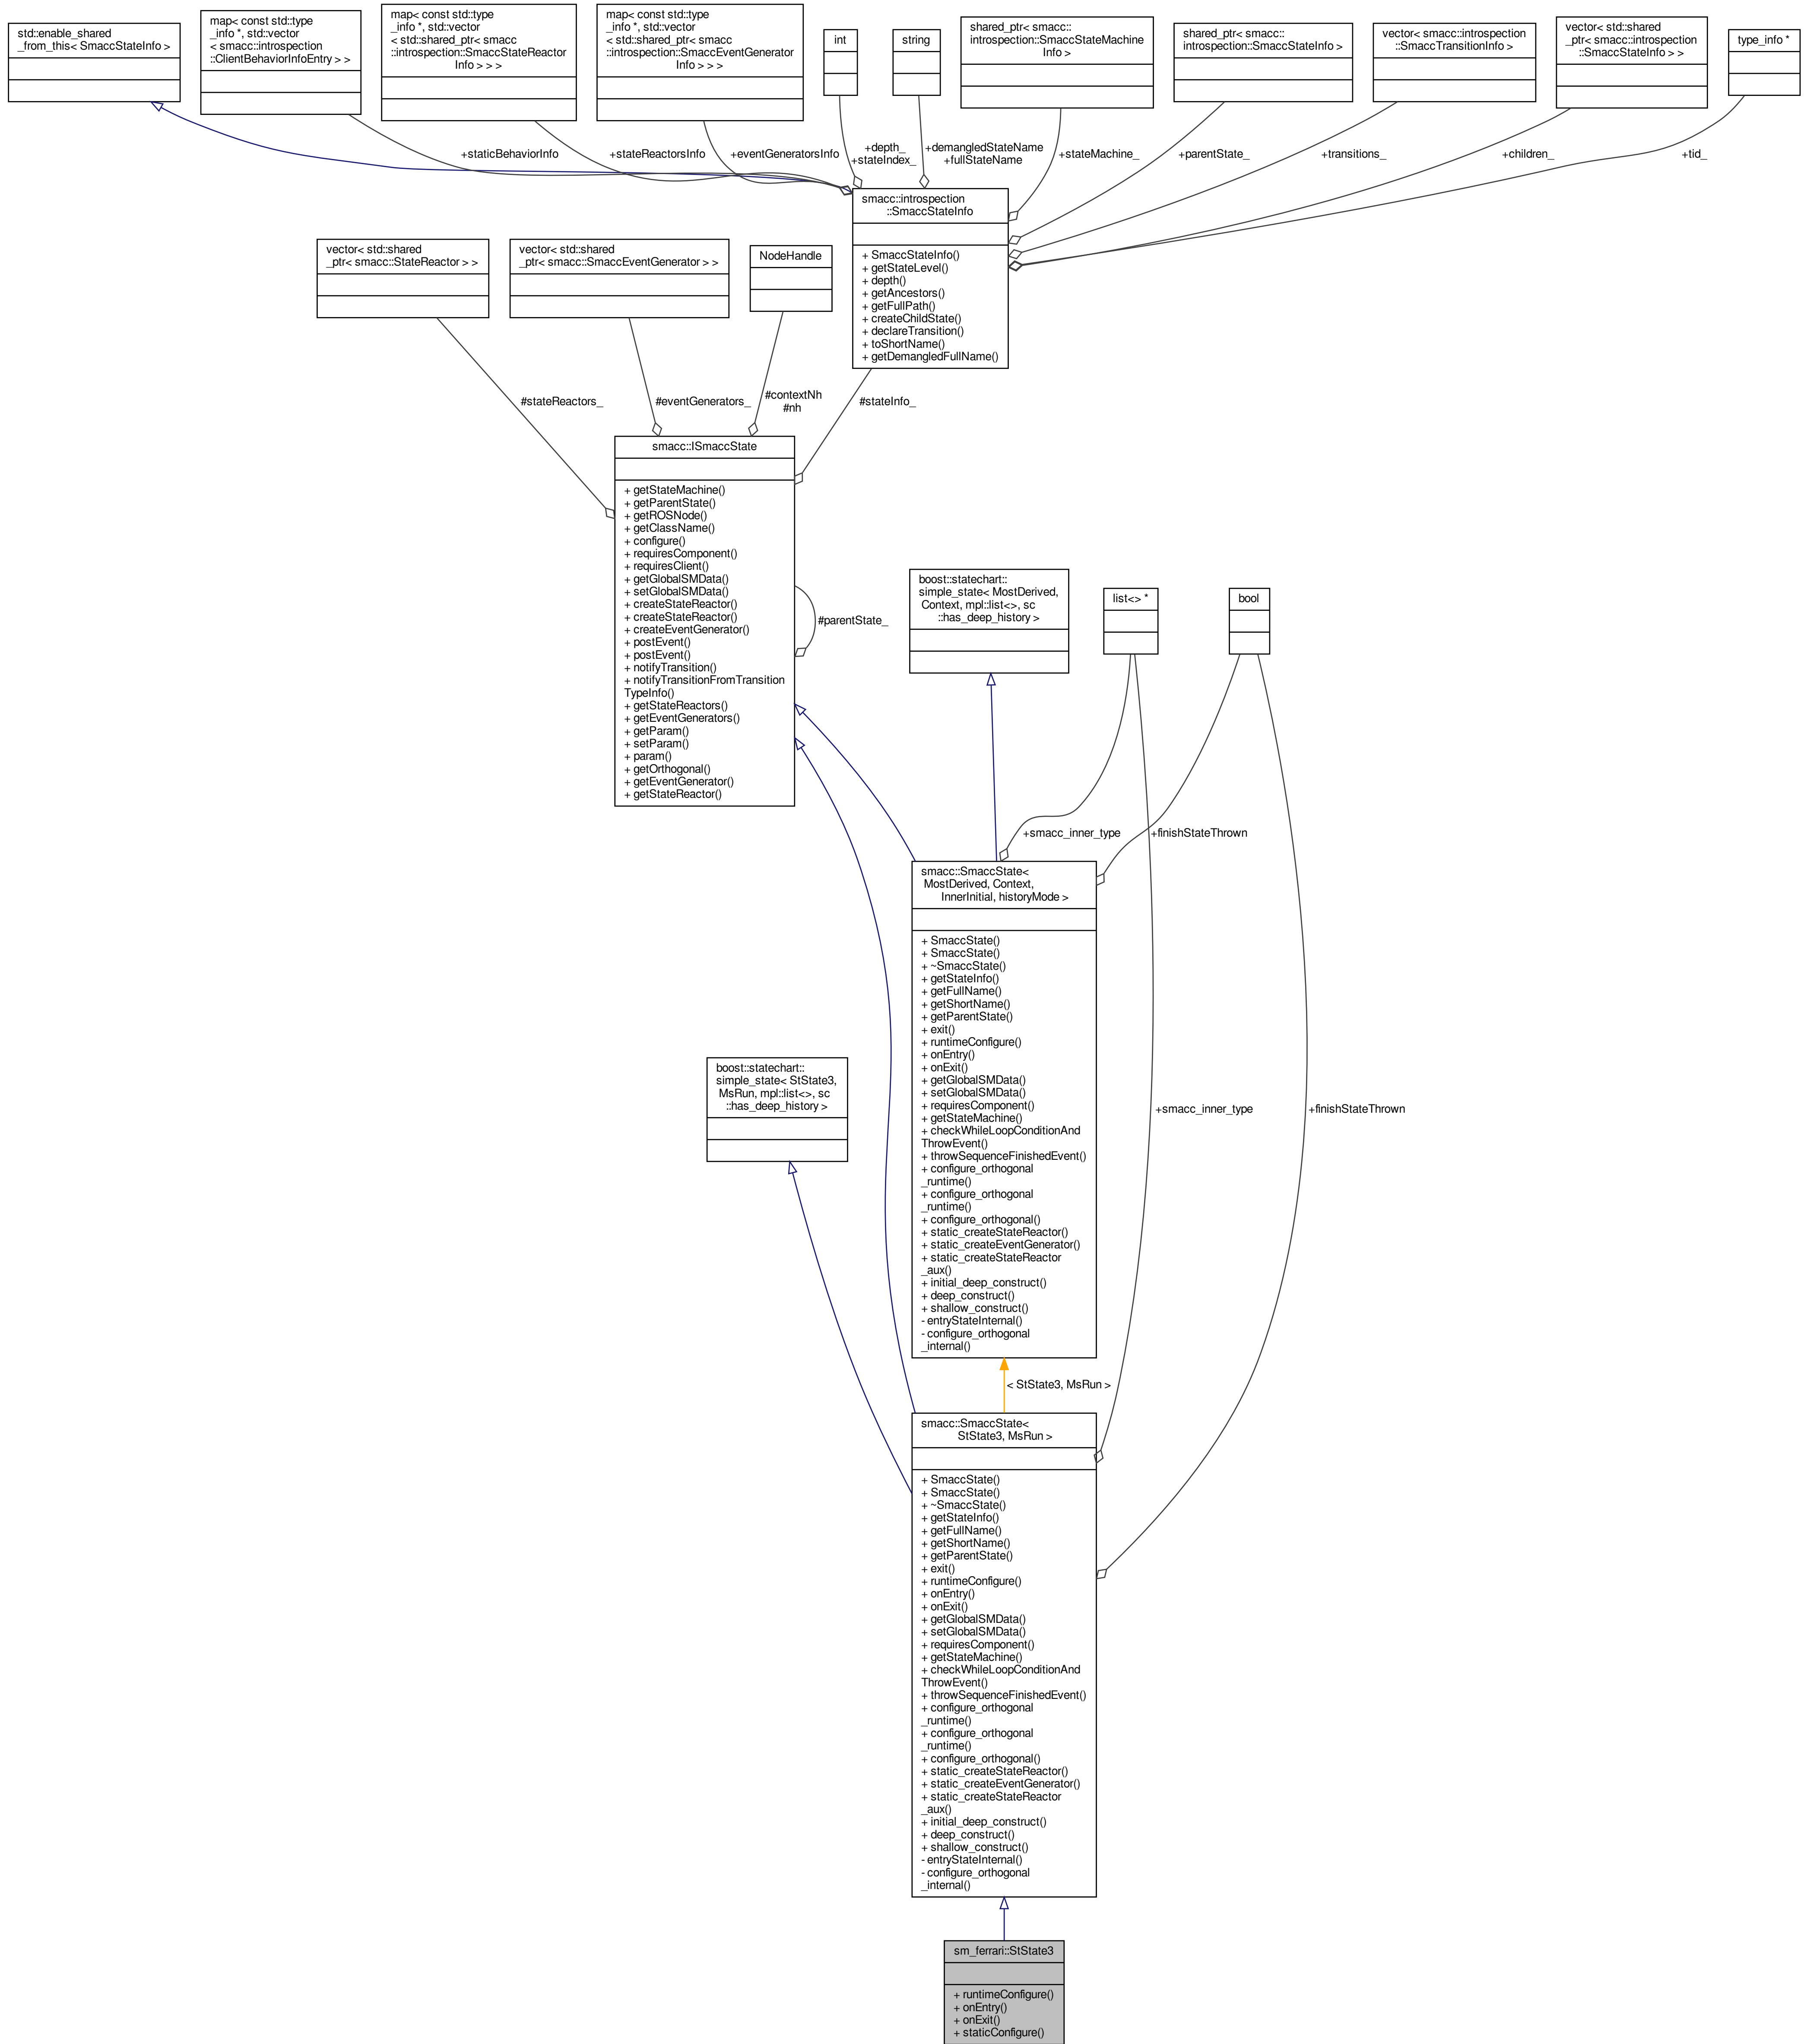 std::enable_shared
_from_this< SmaccStateInfo >
map< const std::type
_info *, std::vector
< smacc::introspection
::ClientBehaviorInfoEntry > >
map< const std::type
_info *, std::vector
< std::shared_ptr< smacc
::introspection::SmaccStateReactor
Info > > >
map< const std::type
_info *, std::vector
< std::shared_ptr< smacc
::introspection::SmaccEventGenerator
Info > > >
int
string
shared_ptr< smacc::
introspection::SmaccStateMachine
Info >
shared_ptr< smacc::
introspection::SmaccStateInfo >
vector< smacc::introspection
::SmaccTransitionInfo >
vector< std::shared
_ptr< smacc::introspection
::SmaccStateInfo > >
type_info *
+staticBehaviorInfo
+stateReactorsInfo
+eventGeneratorsInfo
+depth_
+stateIndex_
+demangledStateName
+fullStateName
+stateMachine_
+parentState_
+transitions_
+children_
+tid_
smacc::introspection
::SmaccStateInfo
+ SmaccStateInfo()
+ getStateLevel()
+ depth()
+ getAncestors()
+ getFullPath()
+ createChildState()
+ declareTransition()
+ toShortName()
+ getDemangledFullName()
vector< std::shared
_ptr< smacc::StateReactor > >
vector< std::shared
_ptr< smacc::SmaccEventGenerator > >
NodeHandle
#stateReactors_
#eventGenerators_
#contextNh
#nh
#stateInfo_
smacc::ISmaccState
+ getStateMachine()
+ getParentState()
+ getROSNode()
+ getClassName()
+ configure()
+ requiresComponent()
+ requiresClient()
+ getGlobalSMData()
+ setGlobalSMData()
+ createStateReactor()
+ createStateReactor()
+ createEventGenerator()
+ postEvent()
+ postEvent()
+ notifyTransition()
+ notifyTransitionFromTransition
TypeInfo()
+ getStateReactors()
+ getEventGenerators()
+ getParam()
+ setParam()
+ param()
+ getOrthogonal()
+ getEventGenerator()
+ getStateReactor()
#parentState_
boost::statechart::
simple_state< MostDerived,
Context, mpl::list<>, sc
::has_deep_history >
list<> *
bool
+smacc_inner_type
+finishStateThrown
smacc::SmaccState<
MostDerived, Context,
InnerInitial, historyMode >
+ SmaccState()
+ SmaccState()
+ ~SmaccState()
+ getStateInfo()
+ getFullName()
+ getShortName()
+ getParentState()
+ exit()
+ runtimeConfigure()
+ onEntry()
+ onExit()
+ getGlobalSMData()
+ setGlobalSMData()
+ requiresComponent()
+ getStateMachine()
+ checkWhileLoopConditionAnd
ThrowEvent()
+ throwSequenceFinishedEvent()
+ configure_orthogonal
_runtime()
+ configure_orthogonal
_runtime()
+ configure_orthogonal()
+ static_createStateReactor()
+ static_createEventGenerator()
+ static_createStateReactor
_aux()
+ initial_deep_construct()
+ deep_construct()
+ shallow_construct()
- entryStateInternal()
- configure_orthogonal
_internal()
boost::statechart::
simple_state< StState3,
MsRun, mpl::list<>, sc
::has_deep_history >
+smacc_inner_type
+finishStateThrown
< StState3, MsRun >
smacc::SmaccState<
StState3, MsRun >
+ SmaccState()
+ SmaccState()
+ ~SmaccState()
+ getStateInfo()
+ getFullName()
+ getShortName()
+ getParentState()
+ exit()
+ runtimeConfigure()
+ onEntry()
+ onExit()
+ getGlobalSMData()
+ setGlobalSMData()
+ requiresComponent()
+ getStateMachine()
+ checkWhileLoopConditionAnd
ThrowEvent()
+ throwSequenceFinishedEvent()
+ configure_orthogonal
_runtime()
+ configure_orthogonal
_runtime()
+ configure_orthogonal()
+ static_createStateReactor()
+ static_createEventGenerator()
+ static_createStateReactor
_aux()
+ initial_deep_construct()
+ deep_construct()
+ shallow_construct()
- entryStateInternal()
- configure_orthogonal
_internal()
sm_ferrari::StState3
+ runtimeConfigure()
+ onEntry()
+ onExit()
+ staticConfigure()